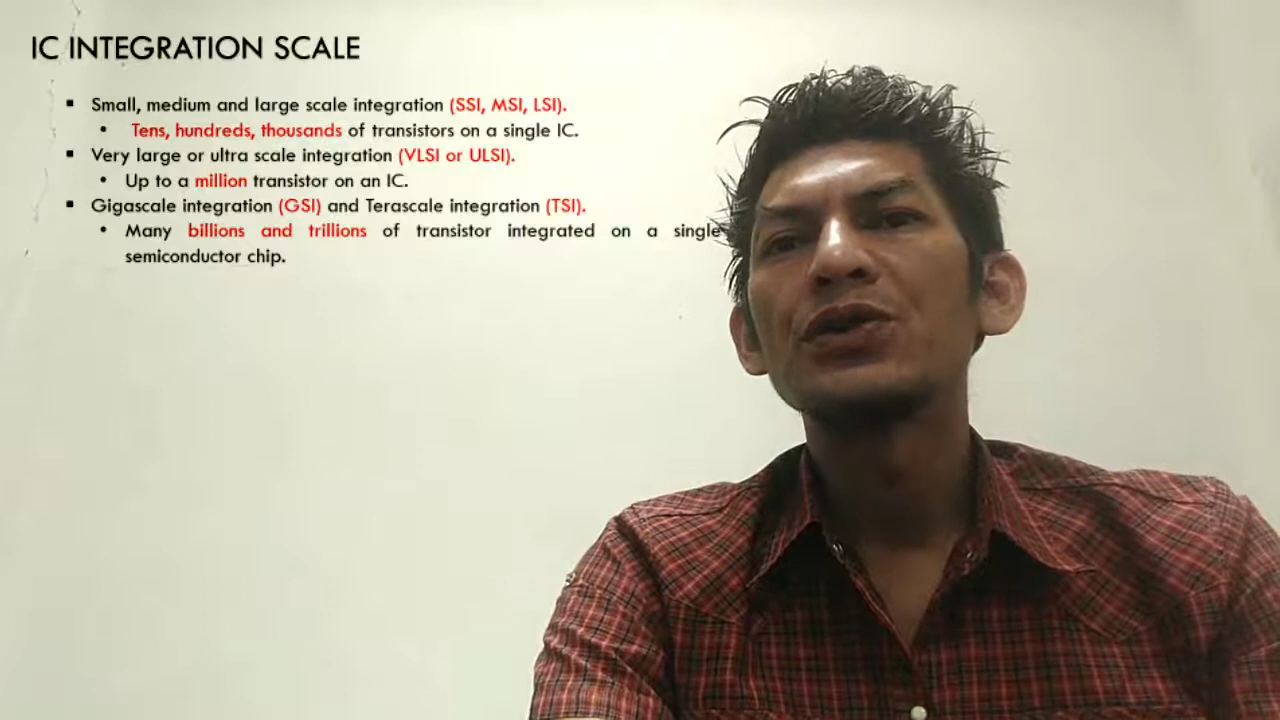 IC INTEGRATION SCALE
▪ Small, medium and large scale integration (SSI, MSI, LSI).
• Tens, hundreds, thousands of transistors on a single IC.
▪ Very large or ultra scale integration (VLSI or ULSI).
• Up to a million transistor on an IC.
▪ Gigascale integration (GSI) and Terascale integration (TSI).
• Many billions and trillions of transistor integrated on a single
semiconductor chip.